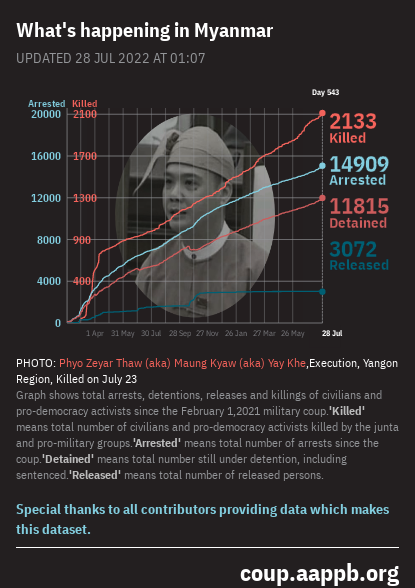 What's happening in Myanmar
UPDATED 28 JUL 2022 AT 01:07
Day 543
Arrested Killed
20000 2100
16000 1700
12000 1300
8000 900
4000 400
0
2133
Killed
14909
Arrested
11815
Detained
3072
Released
1 Apr 31 May 30 Jul 28 Sep 27 Nov 26 Jan 27 Mar 26 May 28 Jul
PHOTO: Phyo Zeyar Thaw (aka) Maung Kyaw (aka) Yay Khe,Execution, Yangon
Region, Killed on July 23
Graph shows total arrests, detentions, releases and killings of civilians and
pro-democracy activists since the February 1,2021 military coup.'Killed'
means total number of civilians and pro-democracy activists killed by the junta
and pro-military groups.'Arrested' means total number of arrests since the
coup.'Detained' means total number still under detention, including
sentenced.'Released' means total number of released persons.
Special thanks to all contributors providing data which makes
this dataset.
coup.aappb.org